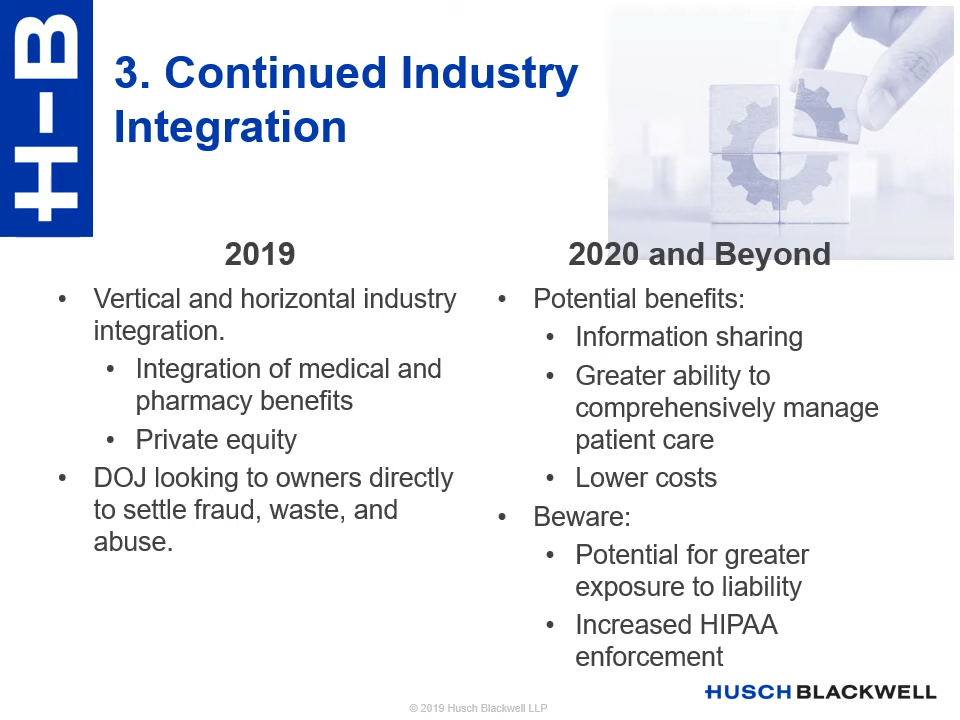 H-B
3. Continued Industry
Integration
2019
• Vertical and horizontal industry
integration.
• Integration of medical and
pharmacy benefits
• Private equity
• DOJ looking to owners directly
to settle fraud, waste, and
abuse.
2020 and Beyond
• Potential benefits:
• Information sharing
• Greater ability to
comprehensively manage
patient care
• Lower costs
• Beware:
• Potential for greater
exposure to liability
• Increased HIPAA
enforcement
HUSCH BLACKWELL
© 2019 Husch Blackwell LLP